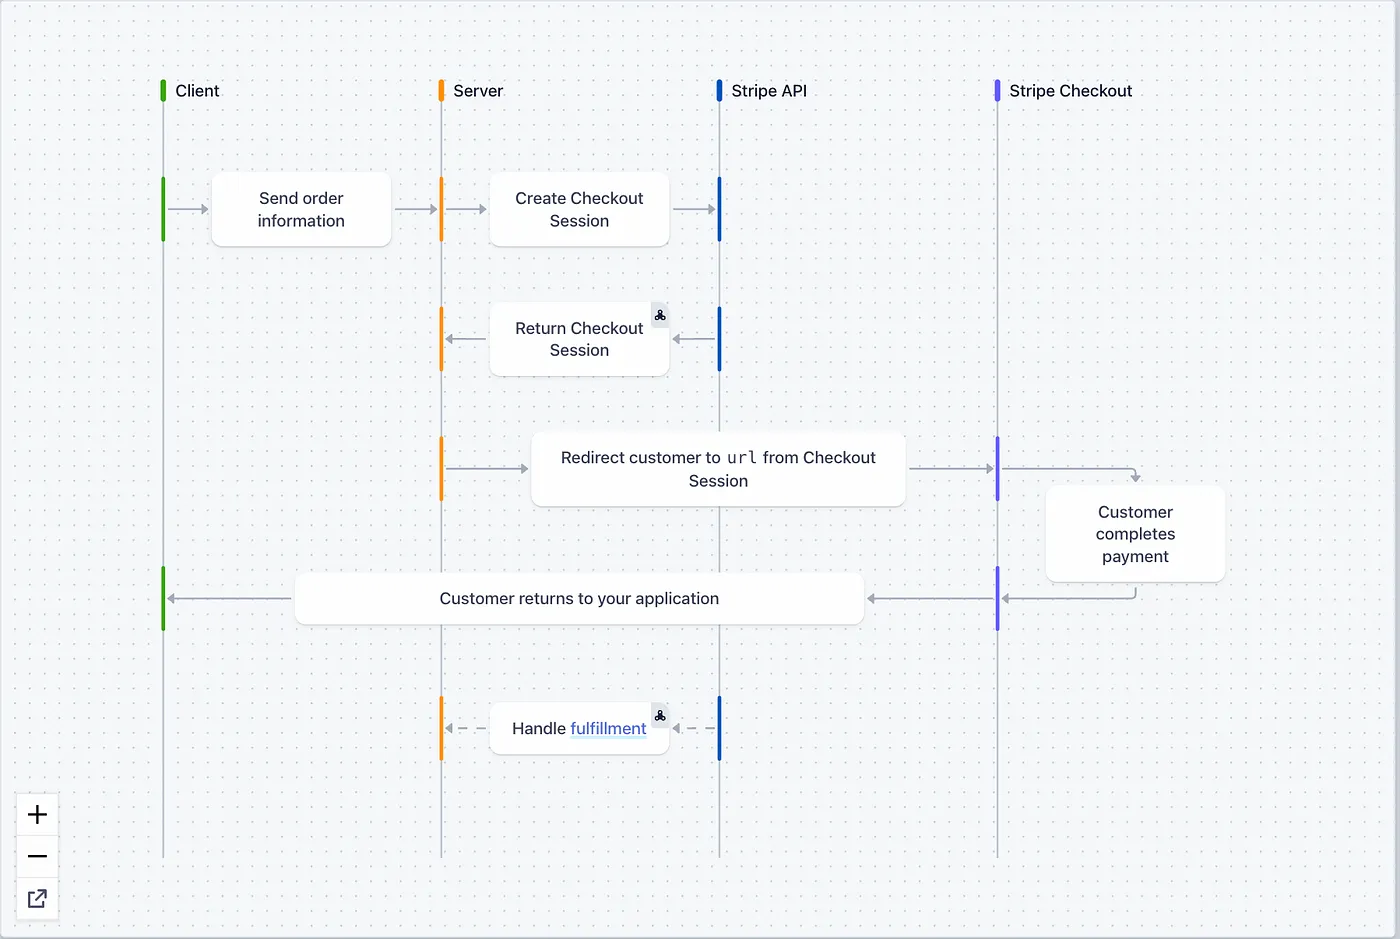 Client
Server
Stripe API
Stripe Checkout
Send order
information
Create Checkout
Session
Return Checkout
Session
Redirect customer to url from Checkout
Session
Customer
completes
payment
Customer returns to your application
Handle fulfillment